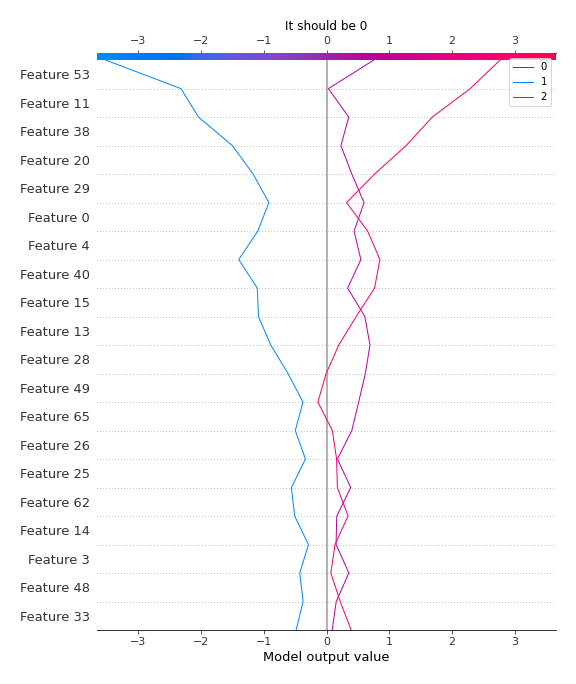 It should be 0
−3 −2 −1 0 1 2 3
0
1
2
Feature 53
Feature 11
Feature 38
Feature 20
Feature 29
Feature 0
Feature 4
Feature 40
Feature 15
Feature 13
Feature 28
Feature 49
Feature 65
Feature 26
Feature 25
Feature 62
Feature 14
Feature 3
Feature 48
Feature 33
−3 −2 −1 0 1 2 3
Model output value